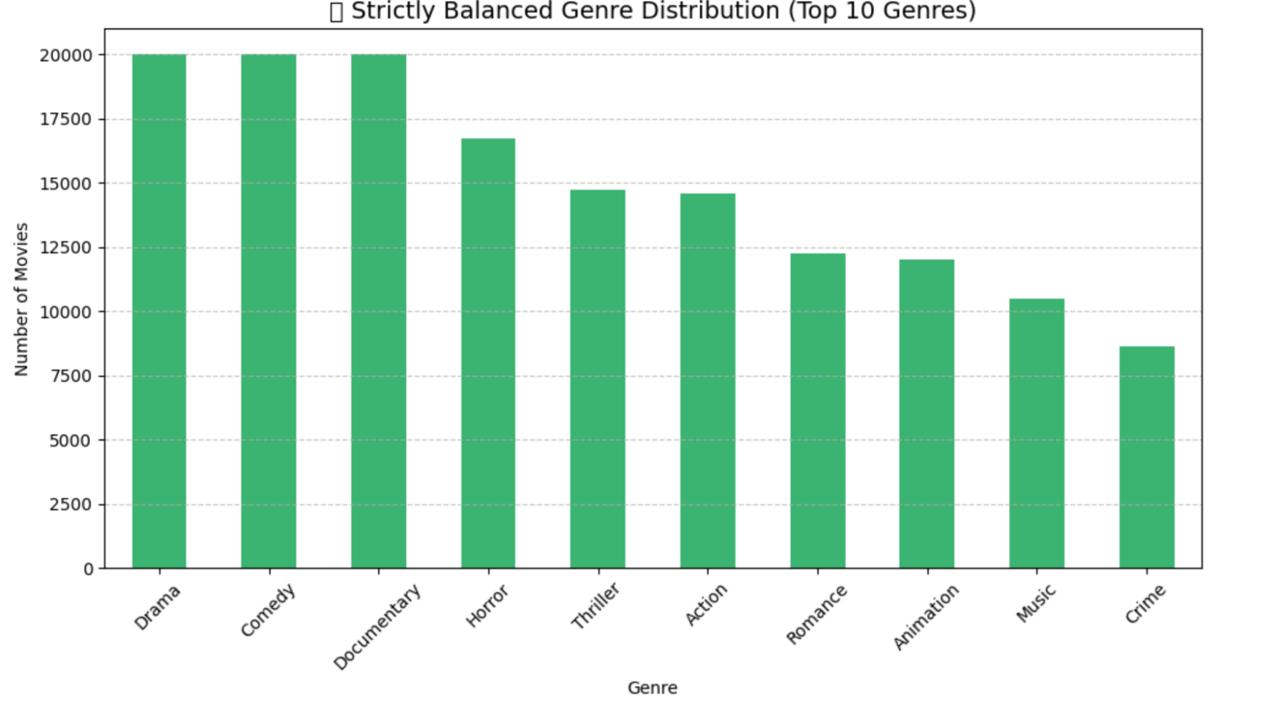 Strictly Balanced Genre Distribution (Top 10 Genres)
20000
17500
15000
12500
10000
7500
5000
2500
0
Number of Movies
Drama
Comedy
Documentary
Horror
Thriller
Action
Romance
Animation
Music
Crime
Genre